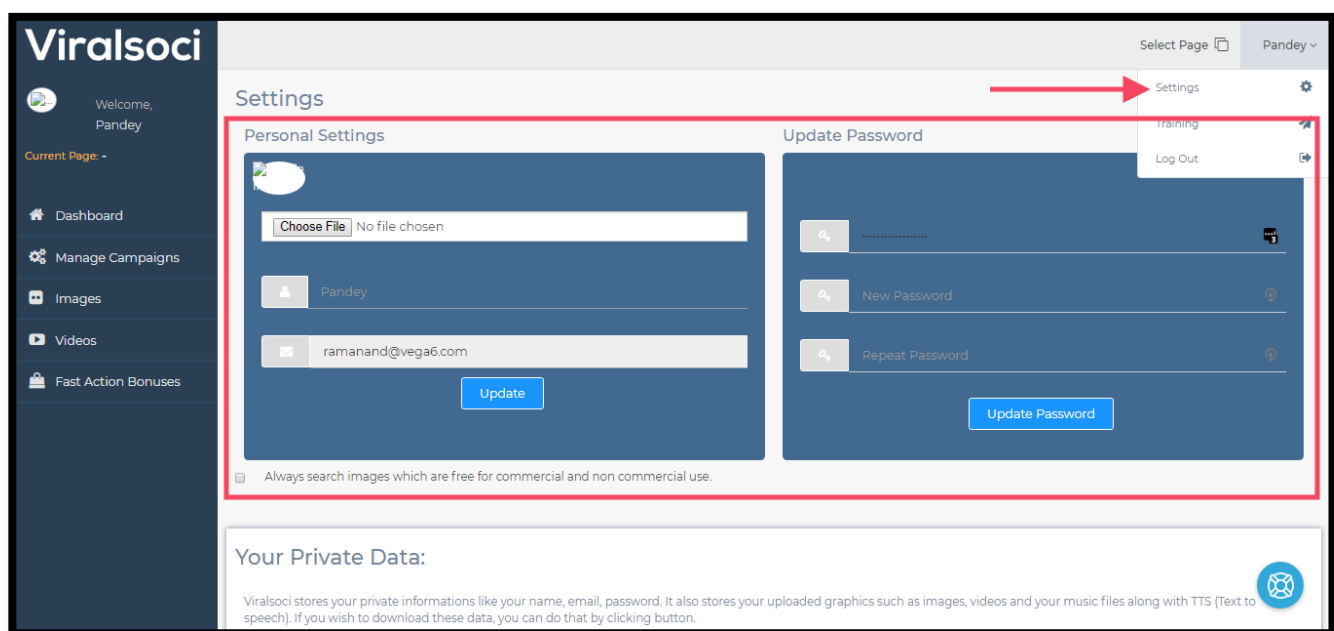 Viralsoci
Select Page
Pandey
Welcome,
Pandey
Current Page: -
Dashboard
Manage Campaigns
Images
Videos
Fast Action Bonuses
Settings
Training
Log Out
Settings
Personal Settings
Choose File No file chosen
Pandey
ramanand@vega6.com
Update
Update Password
New Password
Repeat Password
Update Password
Always search images which are free for commercial and non commercial use.
Your Private Data:
Viralsoci stores your private informations like your name, email, password. It also stores your uploaded graphics such as images, videos and your music files along with TTS (Text to
speech). If you wish to download these data, you can do that by clicking button.